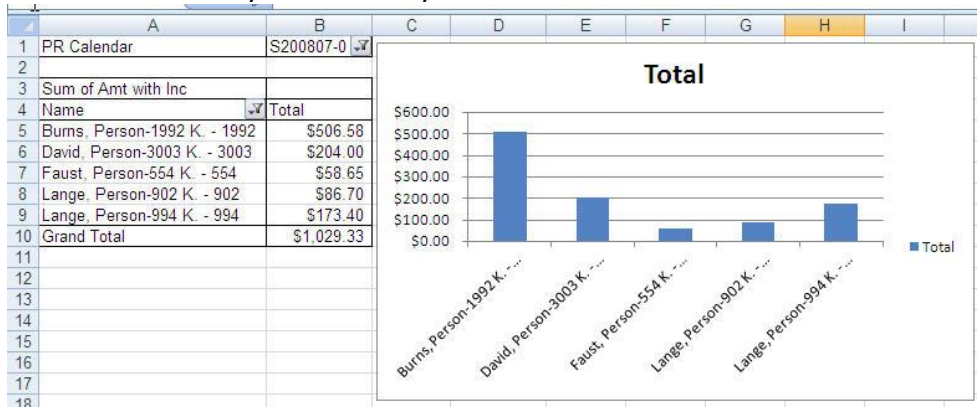 A B C D E F G H I
1 PR Calendar S200807-0
2
3 Sum of Amt with Inc
4 Name Total
5 Burns, Person-1992 K. - 1992 $506.58
6 David, Person-3003 K. - 3003 $204.00
7 Faust, Person-554 K. - 554 $58.65
8 Lange, Person-902 K. - 902 $86.70
9 Lange, Person-994 K. - 994 $173.40
10 Grand Total $1,029.33
11
12
13
14
15
16
17
18
Total
$600.00
$500.00
$400.00
$300.00
$200.00
$100.00
$0.00
Burns, Person-1992 K. -...
David, Person-3003 K. -...
Faust, Person-554 K. -...
Lange, Person-902 K. -...
Lange, Person-994 K. -...
Total